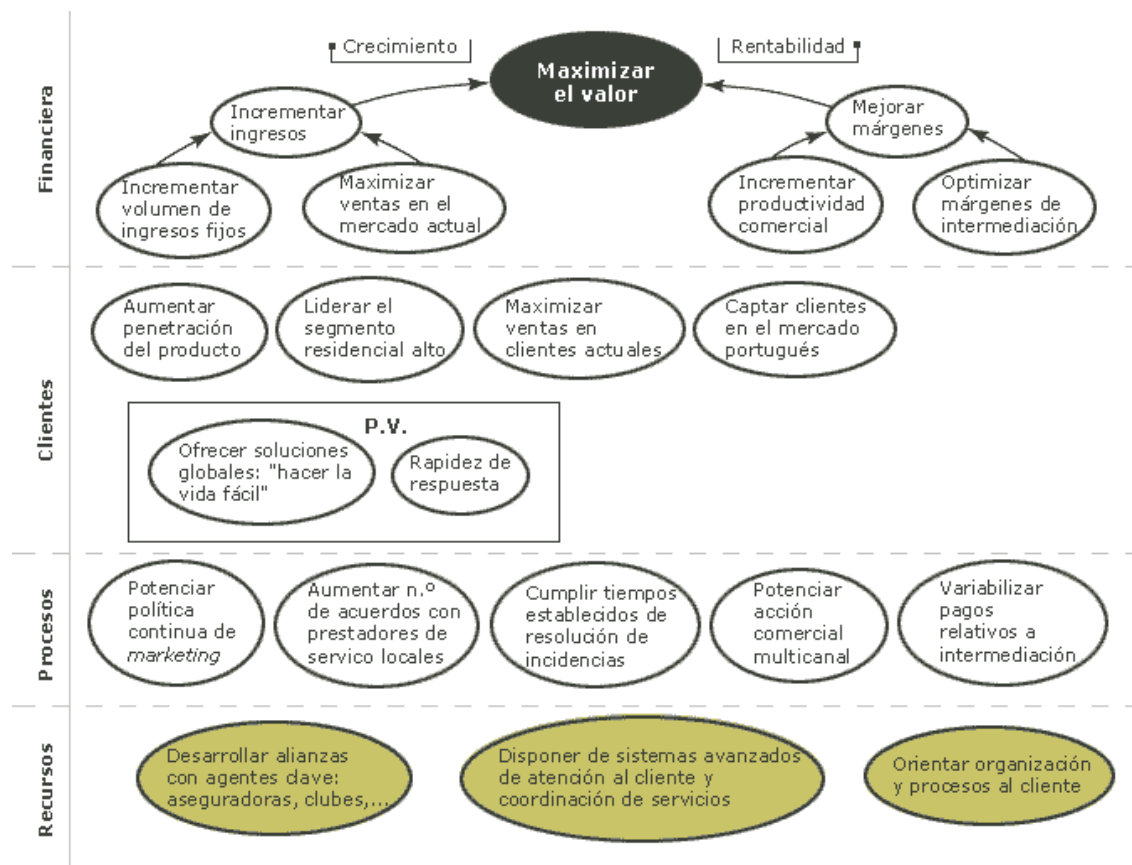 Financiera
Crecimiento
Rentabilidad
Maximizar
el valor
Incrementar
ingresos
Mejorar
márgenes
Incrementar
volumen de
ingresos fijos
Maximizar
ventas en el
mercado actual
Incrementar
productividad
comercial
Optimizar
márgenes de
intermediación
Clientes
Aumentar
penetración
del producto
Liderar el
segmento
residencial alto
Maximizar
ventas en
clientes actuales
Captar clientes
en el mercado
portugués
P.V.
Ofrecer soluciones
globales: "hacer la
vida fácil"
Rapidez de
respuesta
Procesos
Potenciar
política
continua de
marketing
Aumentar n.º
de acuerdos con
prestadores de
servico locales
Cumplir tiempos
establecidos de
resolución de
incidencias
Potenciar
acción
comercial
multicanal
Variabilizar
pagos
relativos a
intermediación
Recursos
Desarrollar alianzas
con agentes clave:
aseguradoras, clubes,...
Disponer de sistemas avanzados
de atención al cliente y
coordinación de servicios
Orientar organización
y procesos al cliente